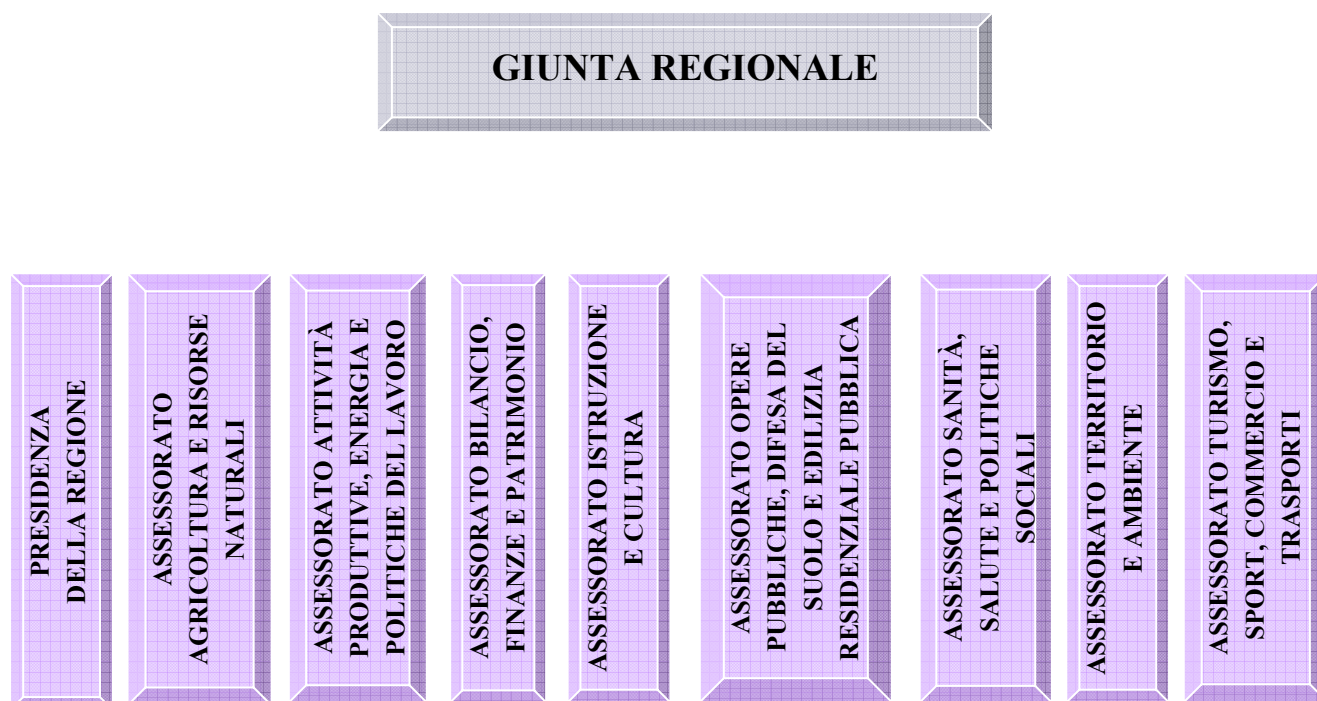 GIUNTA REGIONALE
PRESIDENZA
DELLA REGIONE
ASSESSORATO
AGRICOLTURA E RISORSE
NATURALI
ASSESSORATO ATTIVITÀ
PRODUTTIVE, ENERGIA E
POLITICHE DEL LAVORO
ASSESSORATO BILANCIO,
FINANZE E PATRIMONIO
ASSESSORATO ISTRUZIONE
E CULTURA
ASSESSORATO OPERE
PUBBLICHE, DIFESA DEL
SUOLO E EDILIZIA
RESIDENZIALE PUBBLICA
ASSESSORATO SANITÀ,
SALUTE E POLITICHE
SOCIALI
ASSESSORATO TERRITORIO
E AMBIENTE
ASSESSORATO TURISMO,
SPORT, COMMERCIO E
TRASPORTI